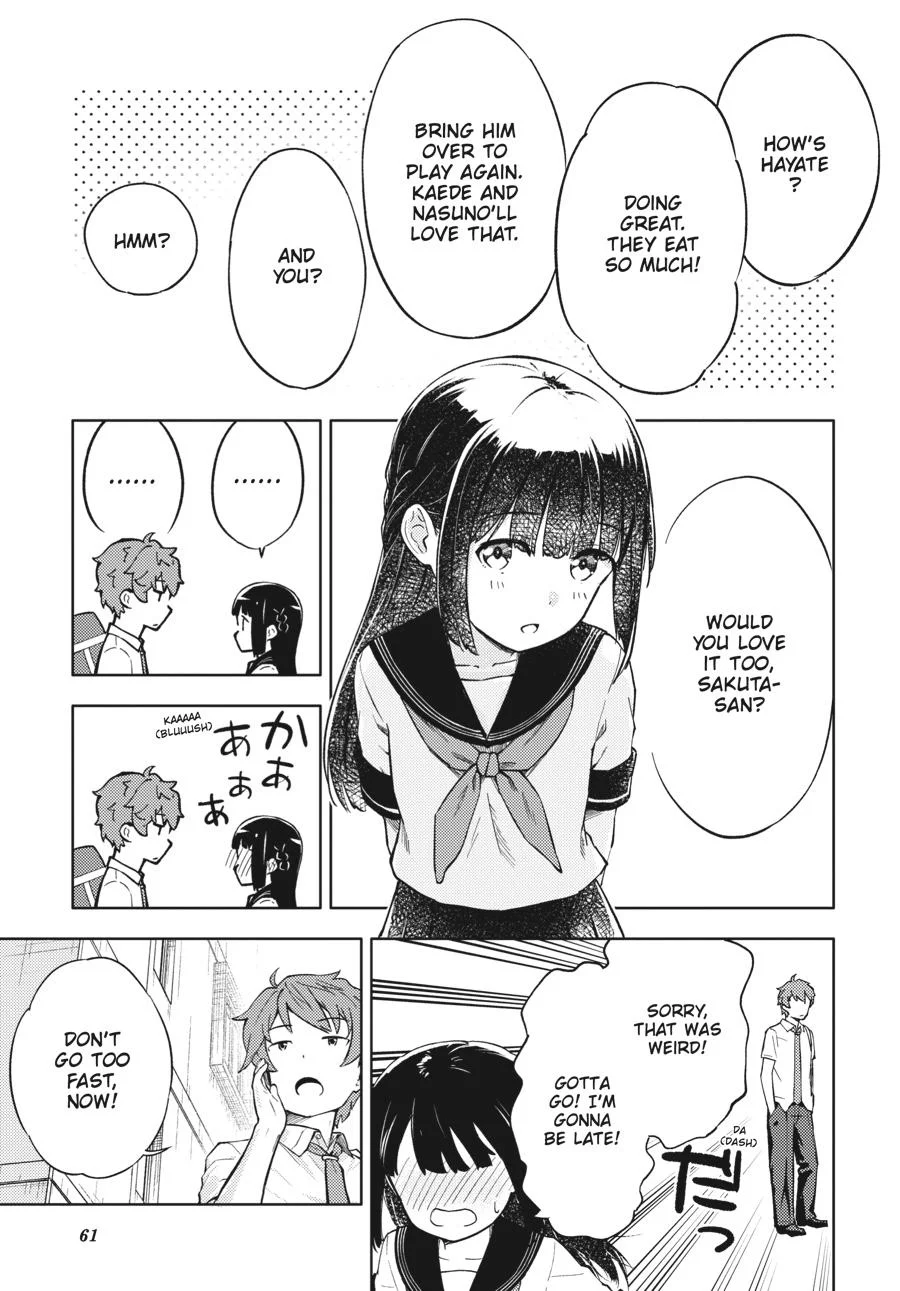 HOW'S
HAYATE
?
DOING
GREAT.
THEY EAT
SO MUCH!
BRING HIM
OVER TO
PLAY AGAIN.
KAEDE AND
NASUNO'LL
LOVE THAT.
AND
YOU?
HMM?
WOULD
YOU LOVE
IT TOO,
SAKUTA-
SAN?
......
......
かぁ
あぁぁ
KAAAAA
(BLUUUSH)
SORRY,
THAT WAS
WEIRD!
GOTTA
GO! I'M
GONNA
BE LATE!
DA
(DASH)
だっ
DON'T
GO TOO
FAST,
NOW!
61